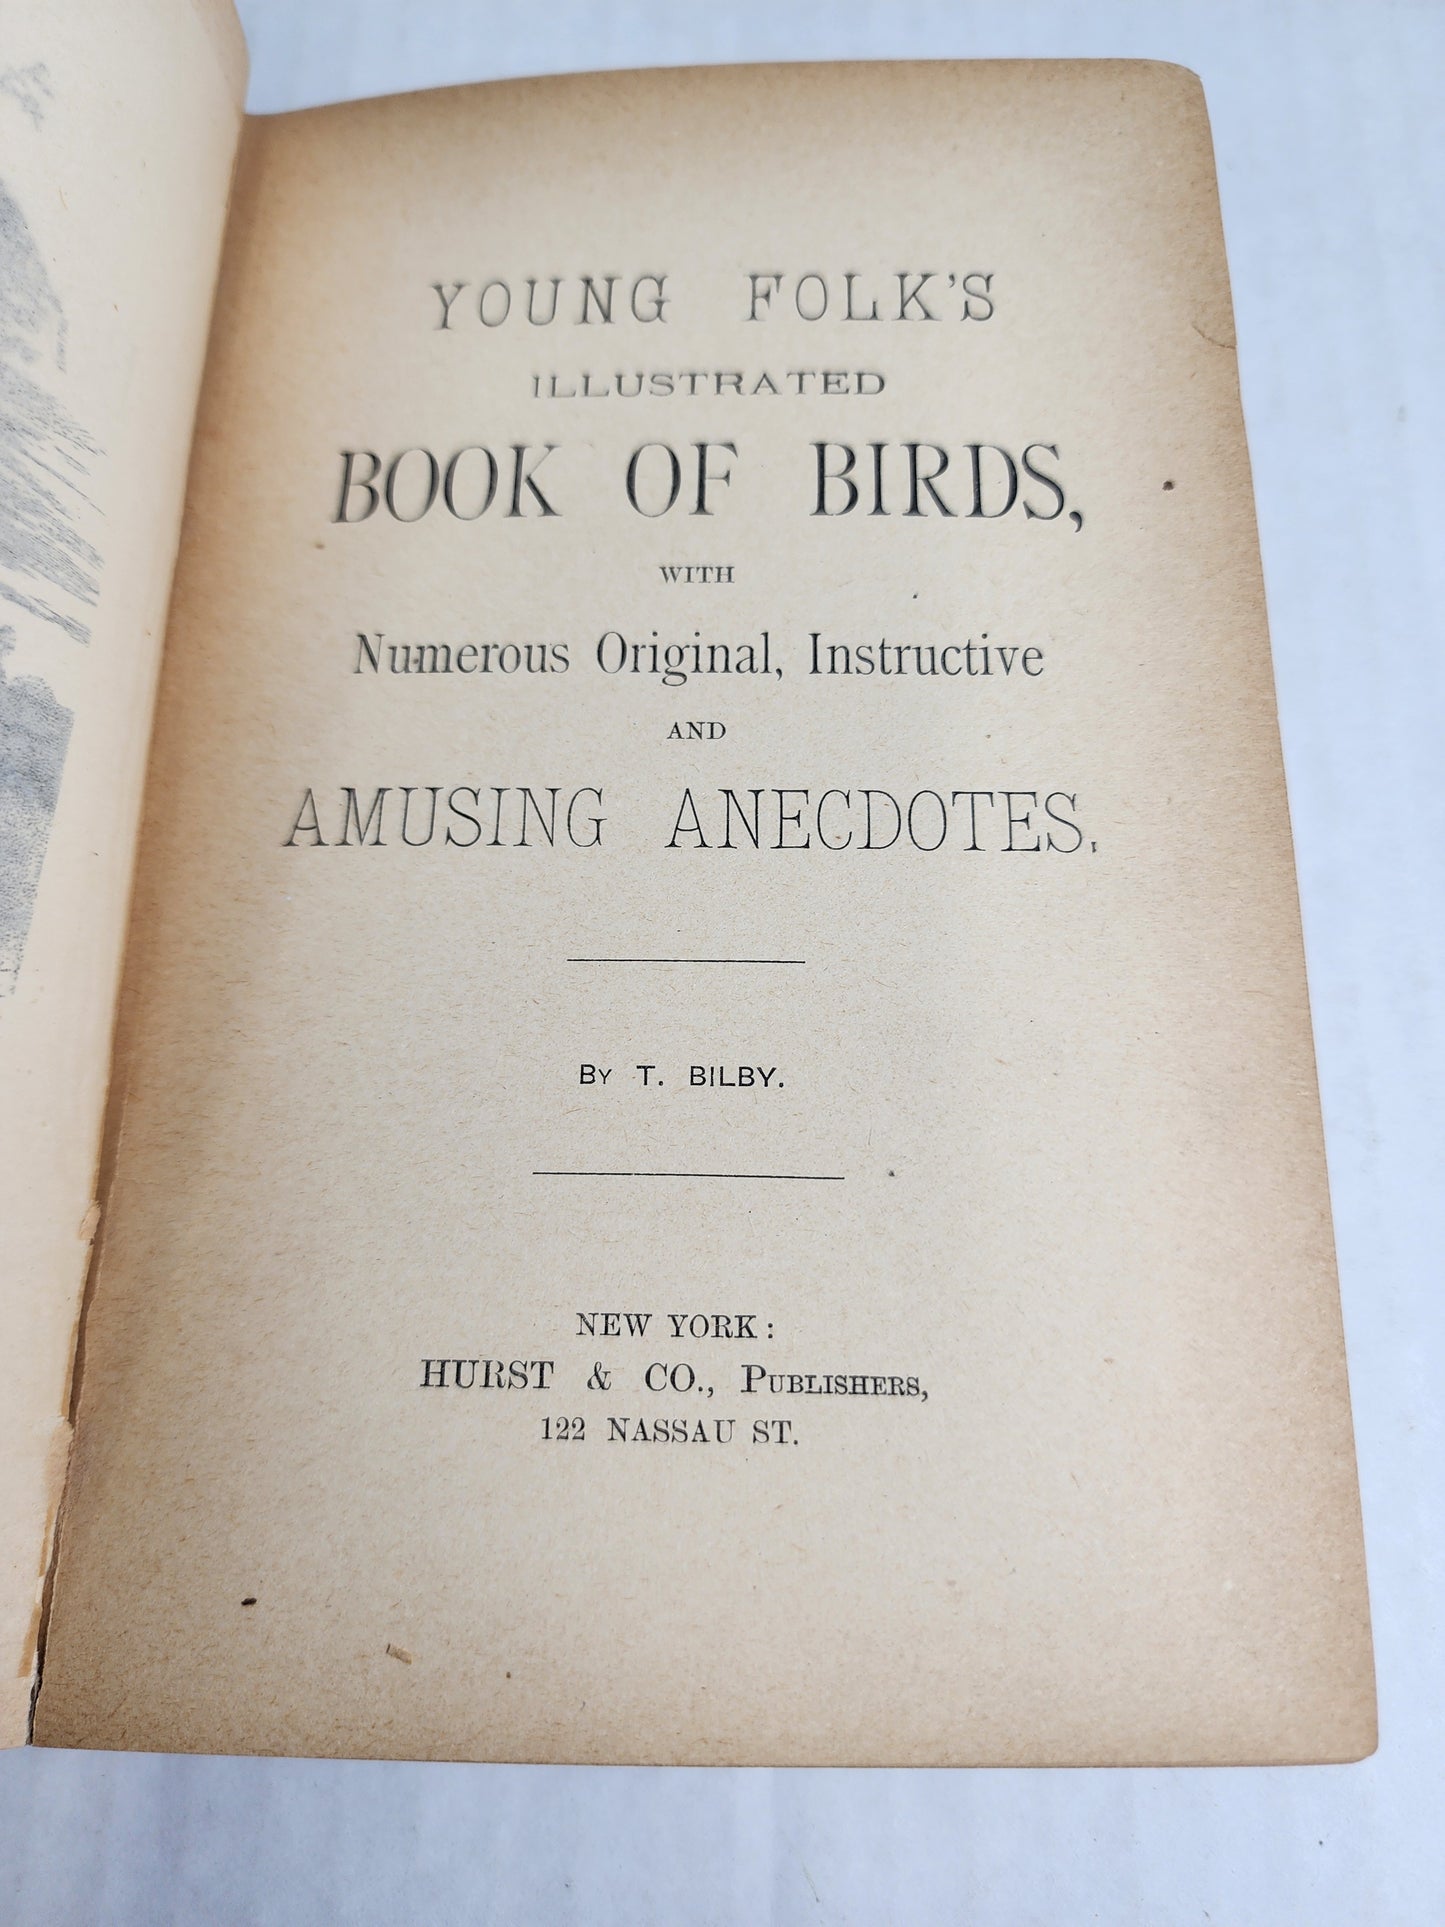 YOUNG FOLK'S
ILLUSTRATED
BOOK OF BIRDS,
WITH
Numerous Original, Instructive
AND
AMUSING ANECDOTES.
BY T. BILBY.
NEW YORK:
HURST & CO., PUBLISHERS,
122 NASSAU ST.